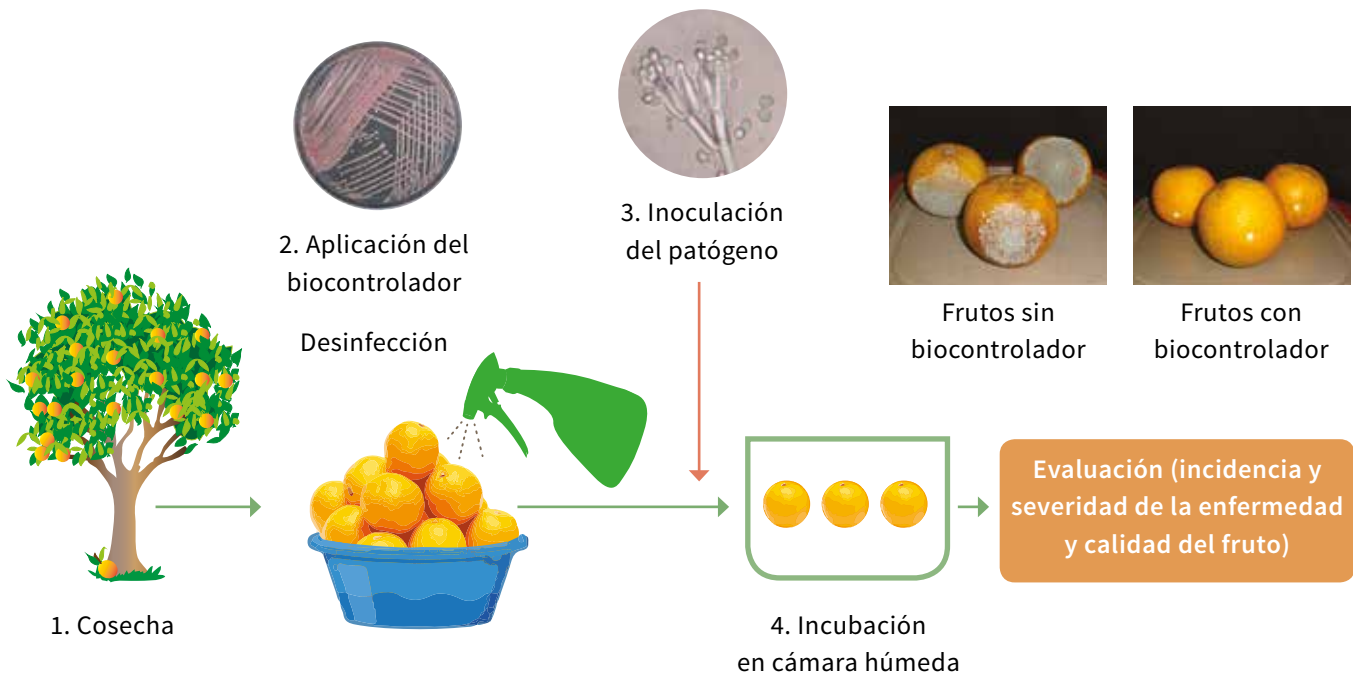 2. Aplicación del
biocontrolador
3. Inoculación
del patógeno
Frutos sin
biocontrolador
Frutos con
biocontrolador
Desinfección
Evaluación (incidencia y
severidad de la enfermedad
y calidad del fruto)
1. Cosecha
4. Incubación
en cámara húmeda